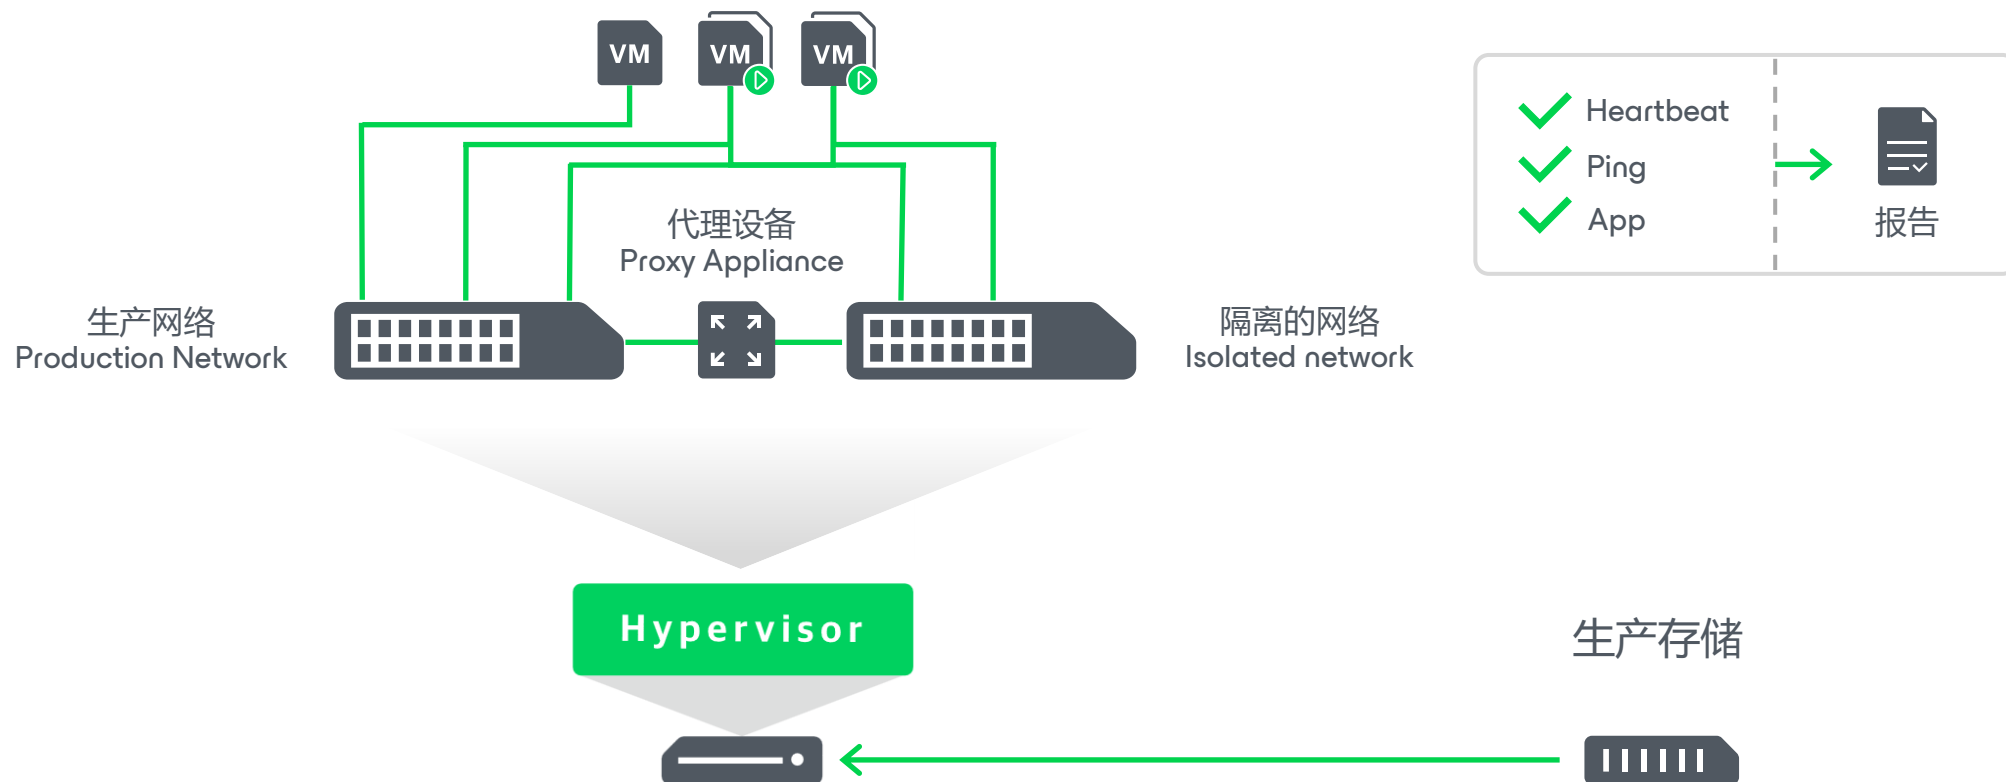 VM
VM
VM
Heartbeat
Ping
App
报告
代理设备
Proxy Appliance
生产网络
Production Network
隔离的网络
Isolated network
Hypervisor
生产存储